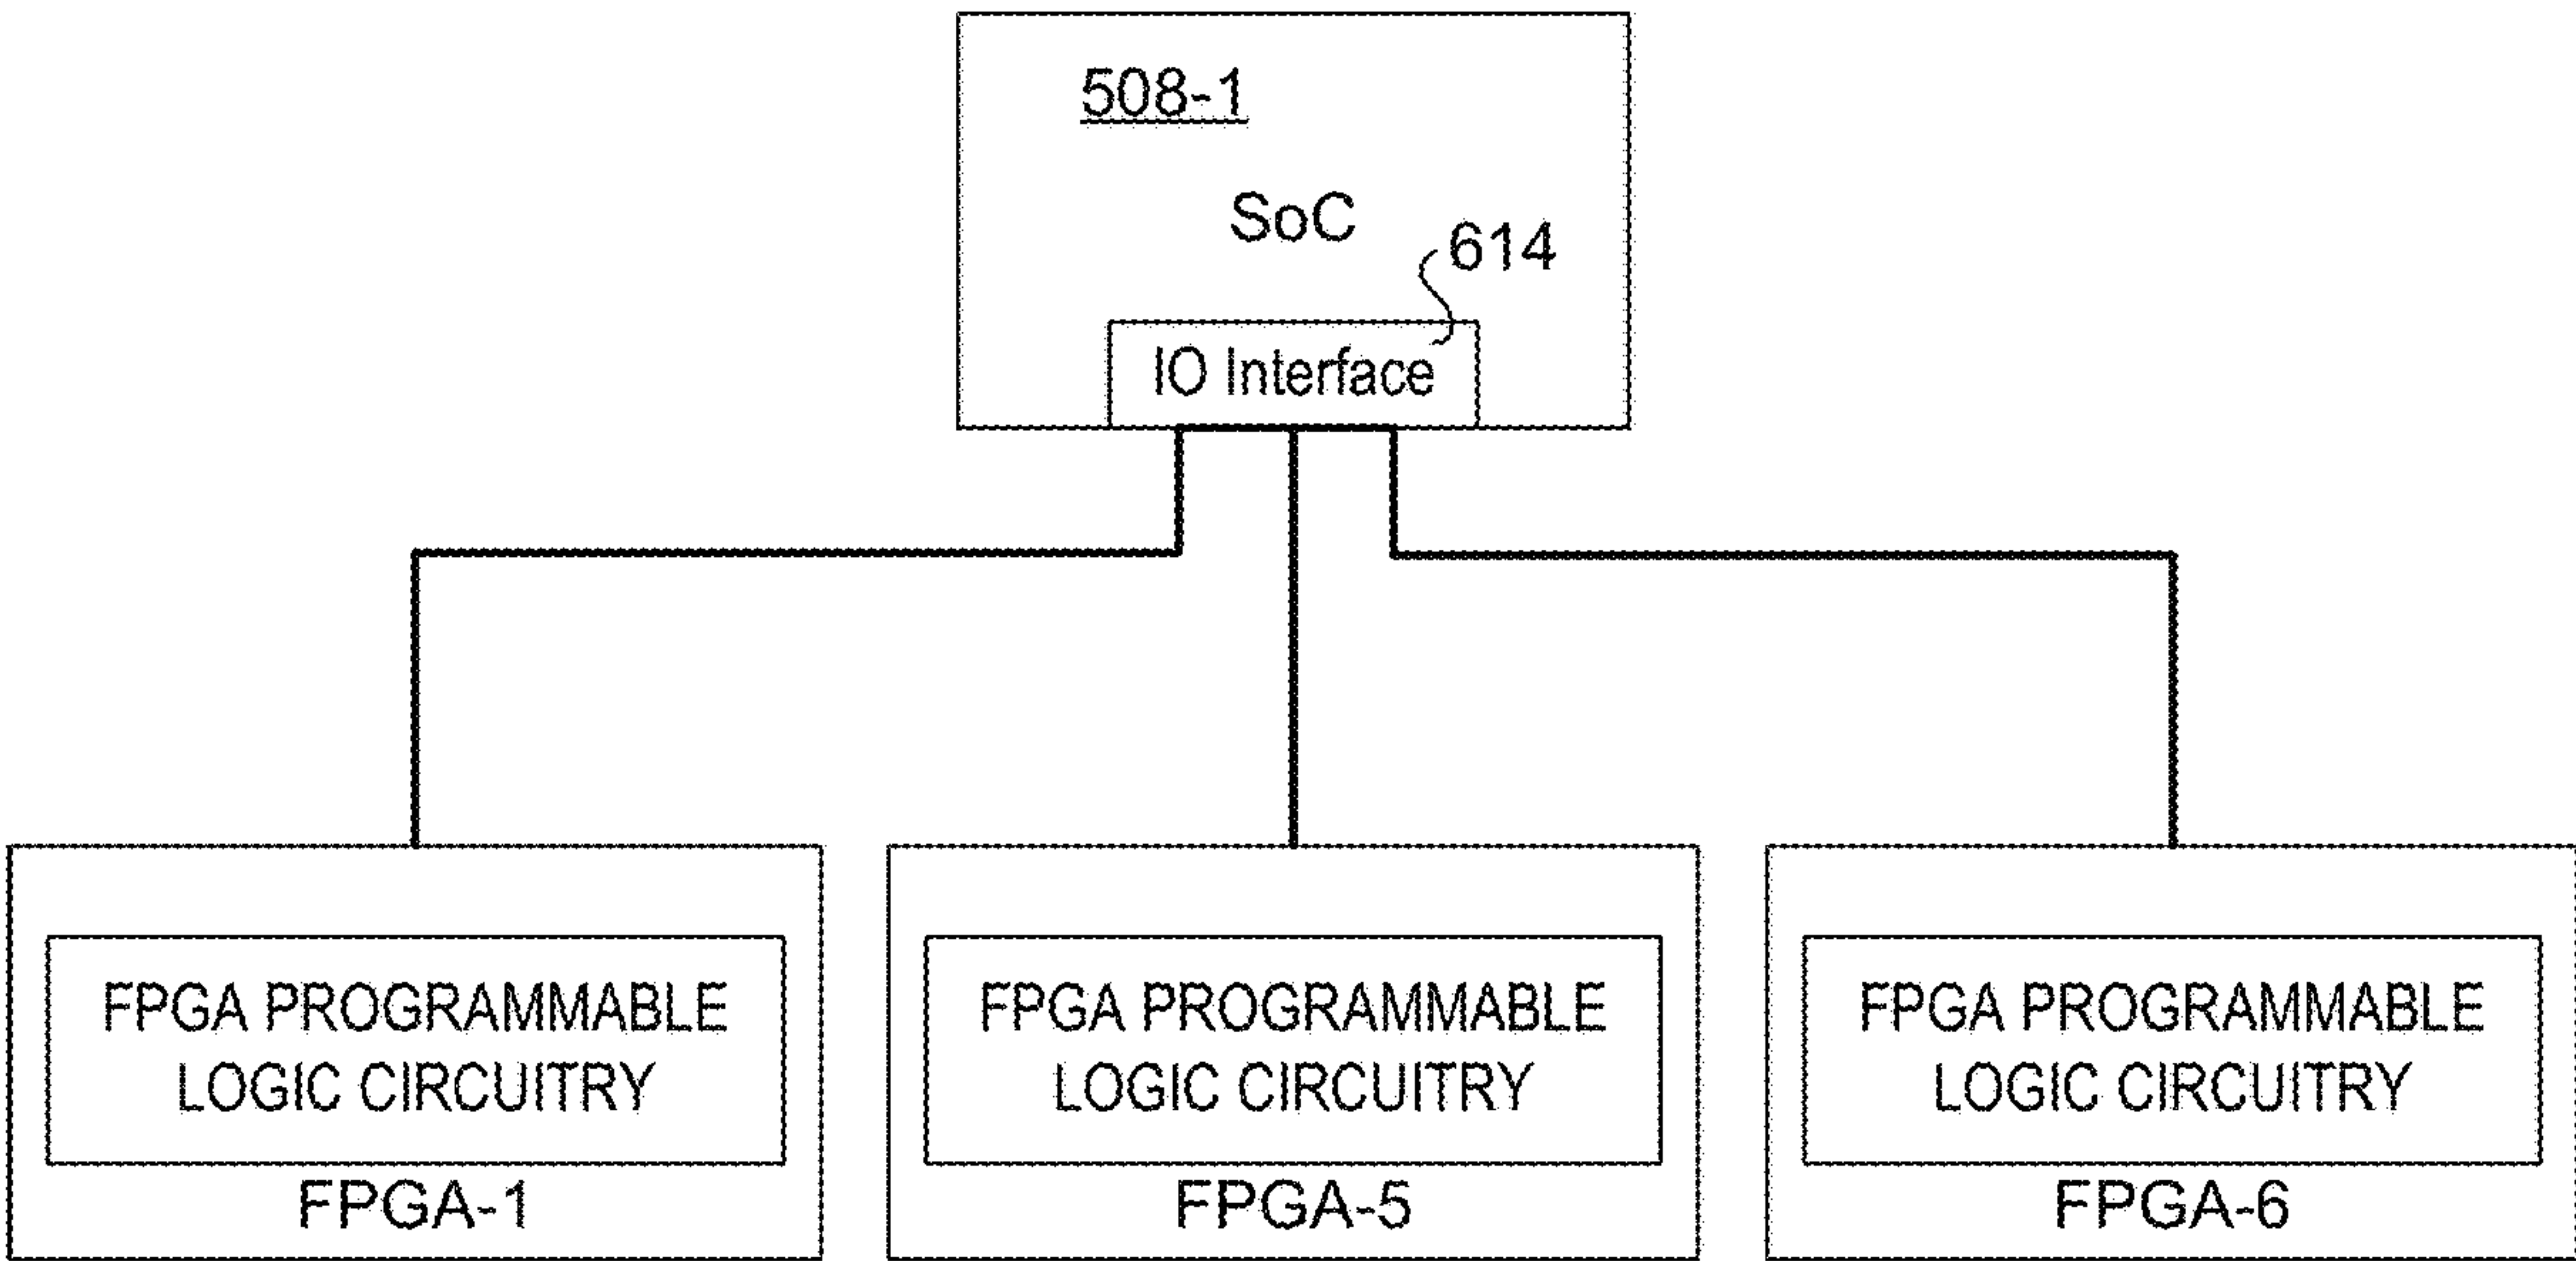 508-1
SoC
614
IO Interface
FPGA PROGRAMMABLE
LOGIC CIRCUITRY
FPGA-1
FPGA PROGRAMMABLE
LOGIC CIRCUITRY
FPGA-5
FPGA PROGRAMMABLE
LOGIC CIRCUITRY
FPGA-6